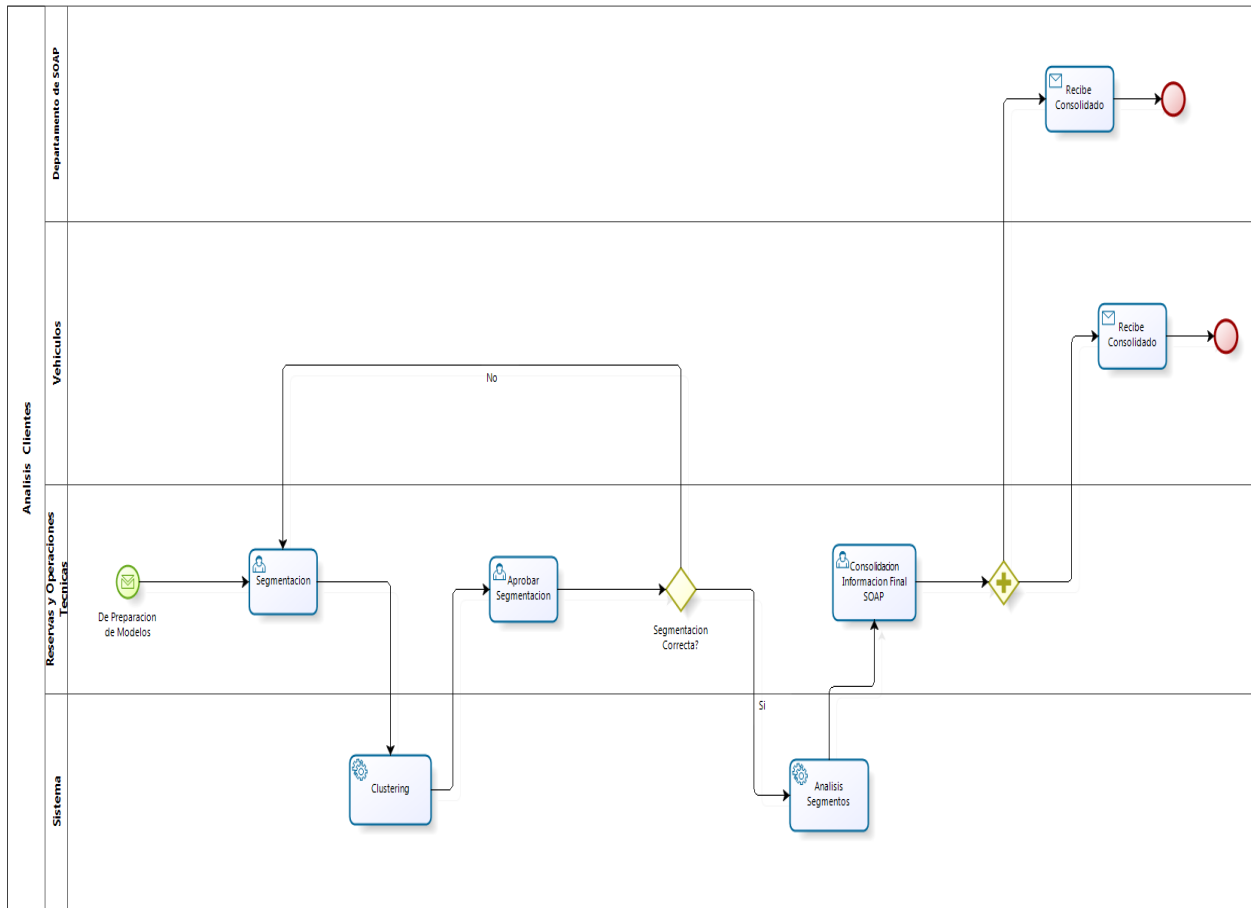 Analisis Clientes
Departamento de SOAP
Recibe
Consolidado
Vehiculos
Recibe
Consolidado
No
Reservas y Operaciones
Tecnicas
De Preparacion
de Modelos
Segmentacion
Aprobar
Segmentacion
Segmentacion
Correcta?
Consolidacion
Informacion Final
SOAP
Si
Sistema
Clustering
Analisis
Segmentos